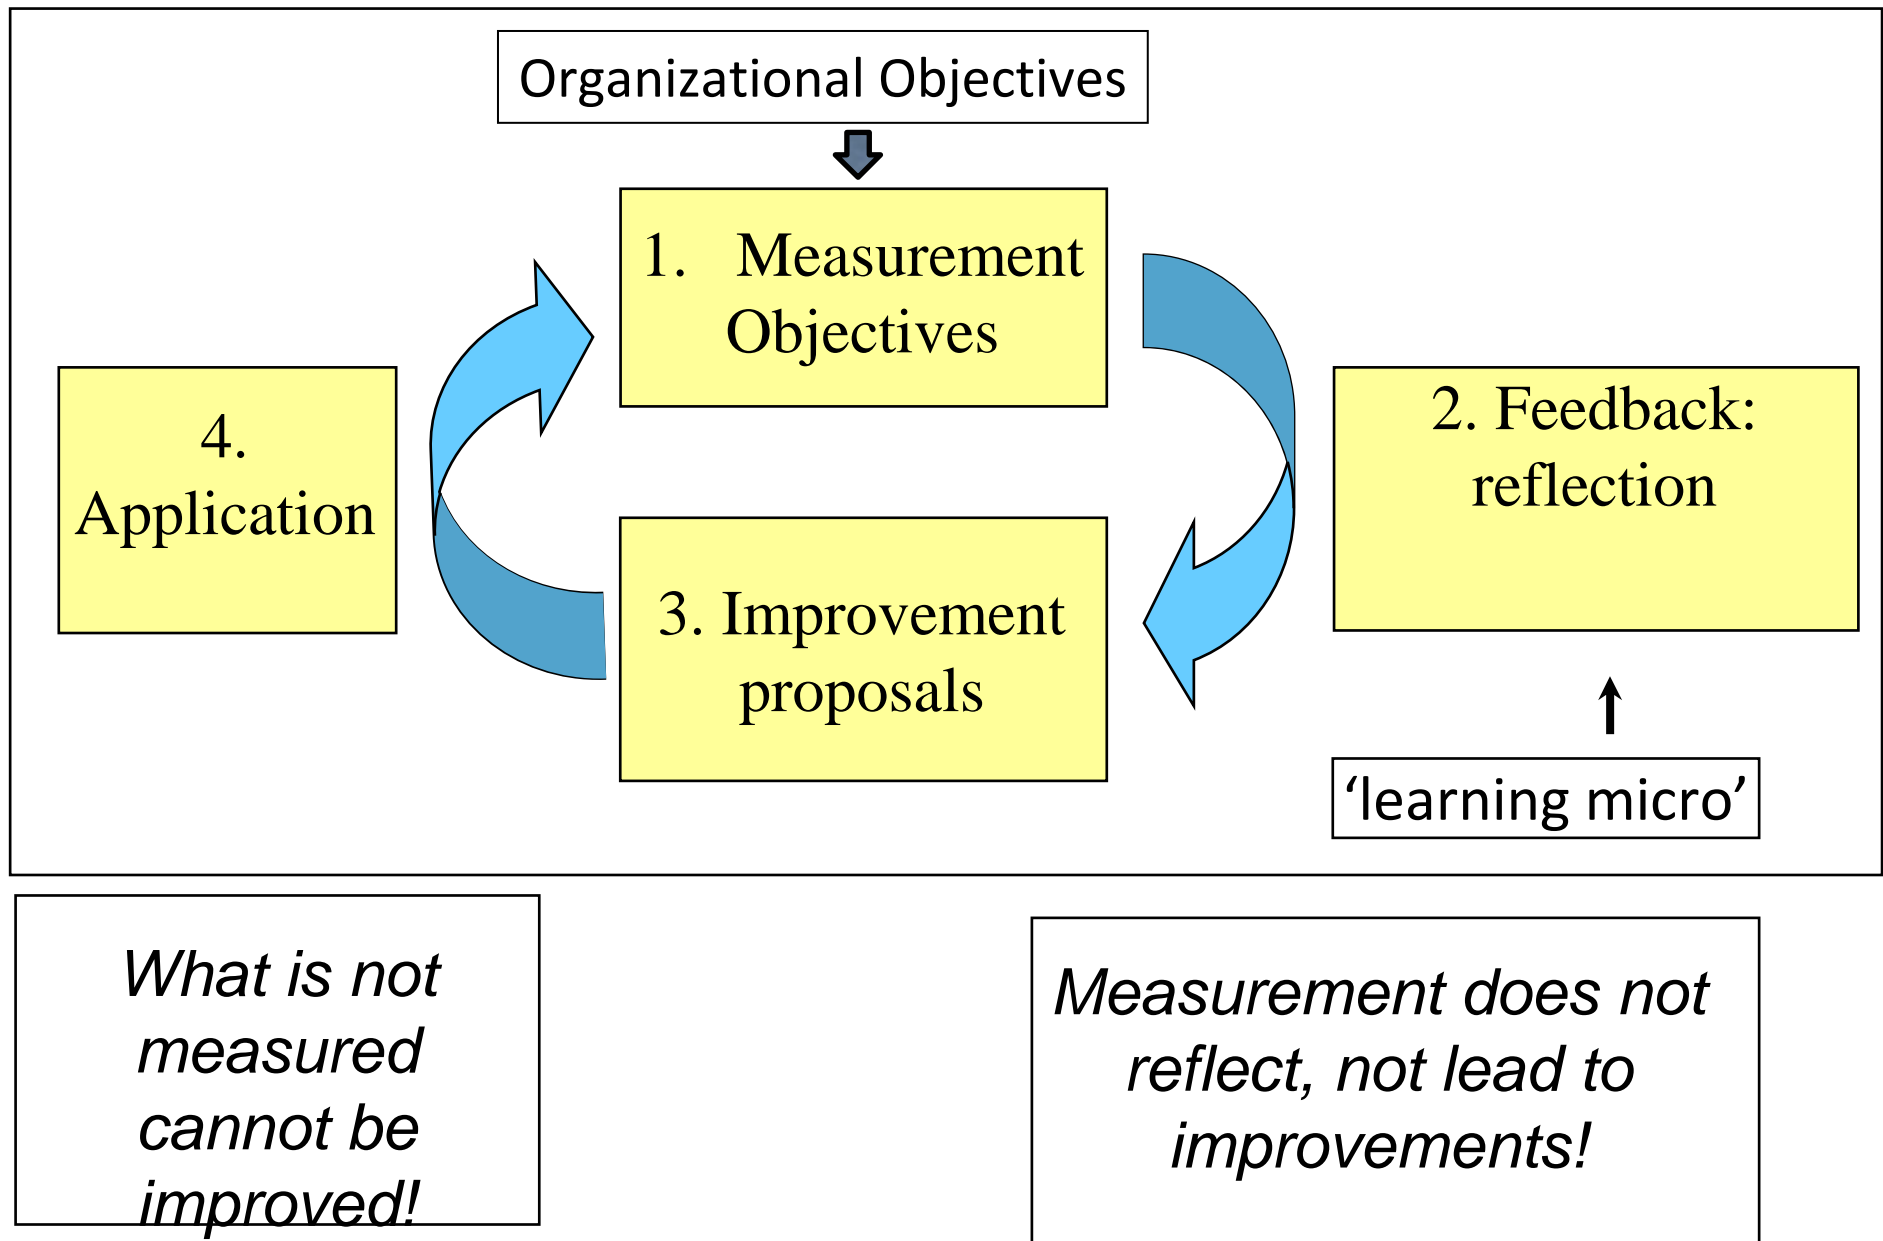 Organizational Objectives
1. Measurement
Objectives
2. Feedback:
reflection
4.
Application
3. Improvement
proposals
‘learning micro’
What is not
measured
cannot be
improved!
Measurement does not
reflect, not lead to
improvements!